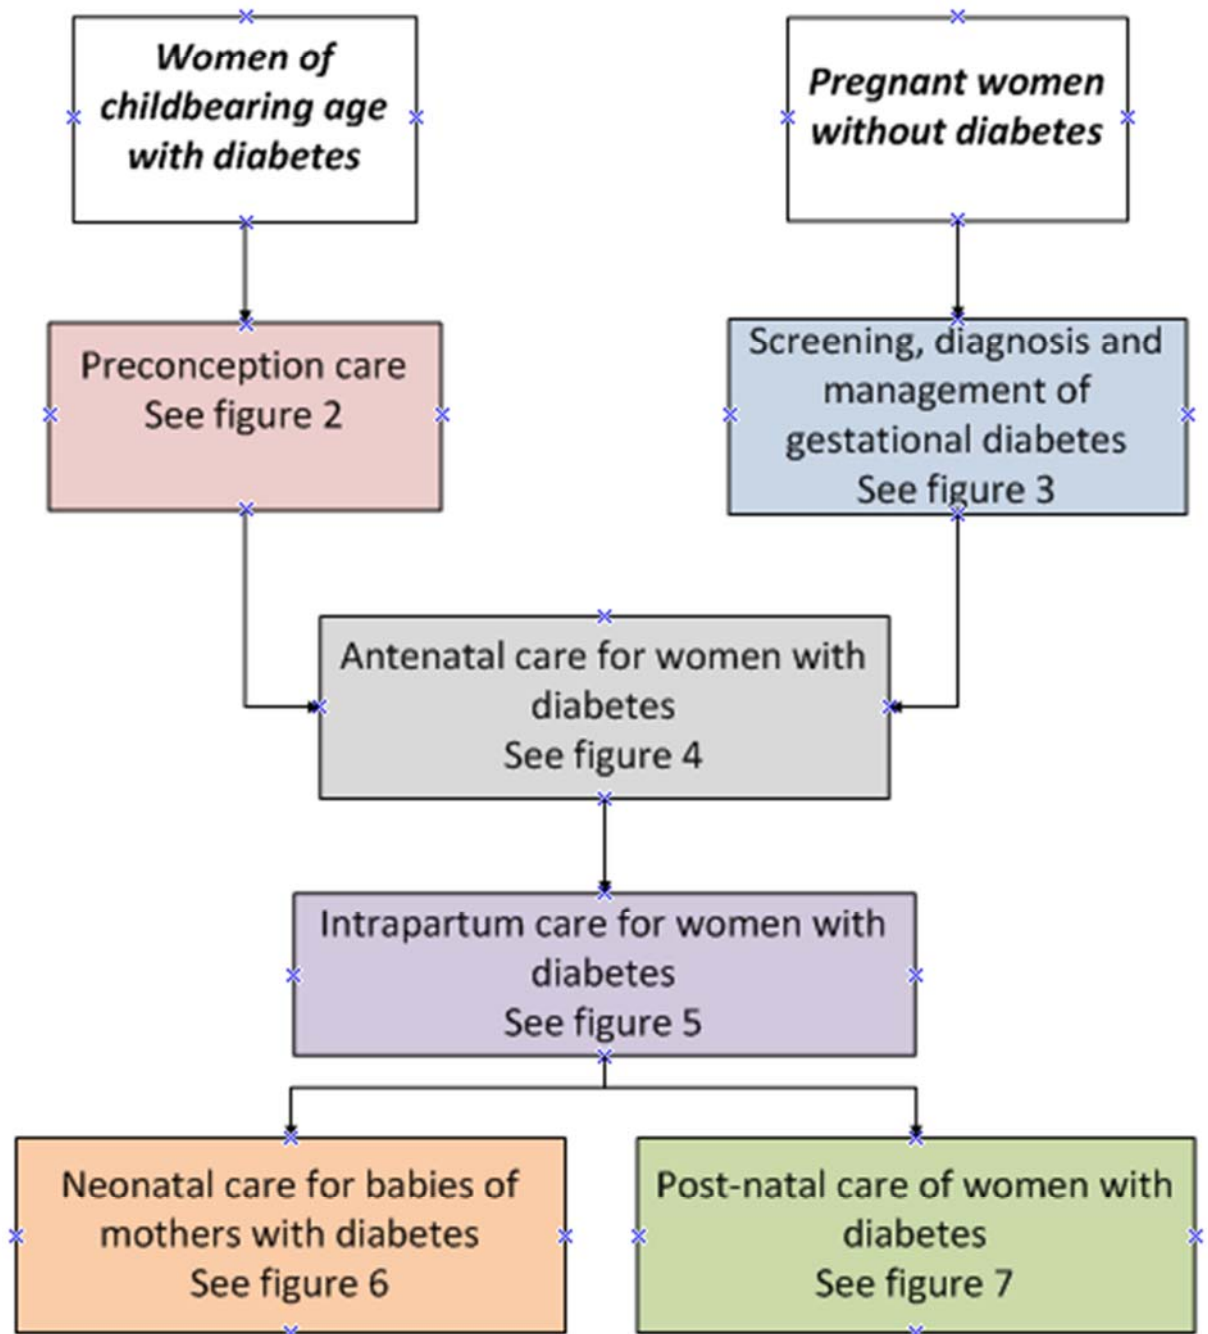 Women of
childbearing age
with diabetes
Pregnant women
without diabetes
Preconception care
See figure 2
Screening, diagnosis and
management of
gestational diabetes
See figure 3
Antenatal care for women with
diabetes
See figure 4
Intrapartum care for women with
diabetes
See figure 5
Neonatal care for babies of
mothers with diabetes
See figure 6
Post-natal care of women with
diabetes
See figure 7